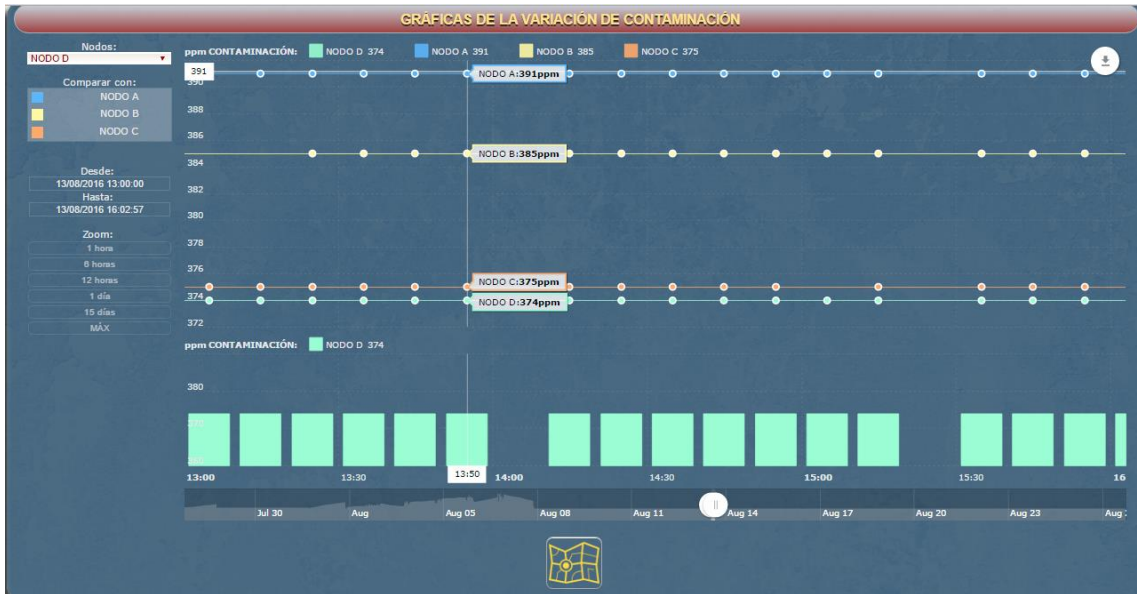 GRÁFICAS DE LA VARIACIÓN DE CONTAMINACIÓN
Nodos:
NODO D
Comparar con:
NODO A
NODO B
NODO C
Desde:
13/08/2016 13:00:00
Hasta:
13/08/2016 16:02:57
Zoom:
1 hora
6 horas
12 horas
1 día
15 días
MÁX
ppm CONTAMINACIÓN: NODO D 374 NODO A 391 NODO B 385 NODO C 375
391
390
388
386
384
382
380
378
376
374
372
NODO A:391ppm
NODO B:385ppm
NODO C:375ppm
NODO D:374ppm
ppm CONTAMINACIÓN: NODO D 374
380
13:00 13:30 13:50 14:00 14:30 15:00 15:30 16
Jul 30 Aug Aug 05 Aug 08 Aug 11 Aug 14 Aug 17 Aug 20 Aug 23 Aug